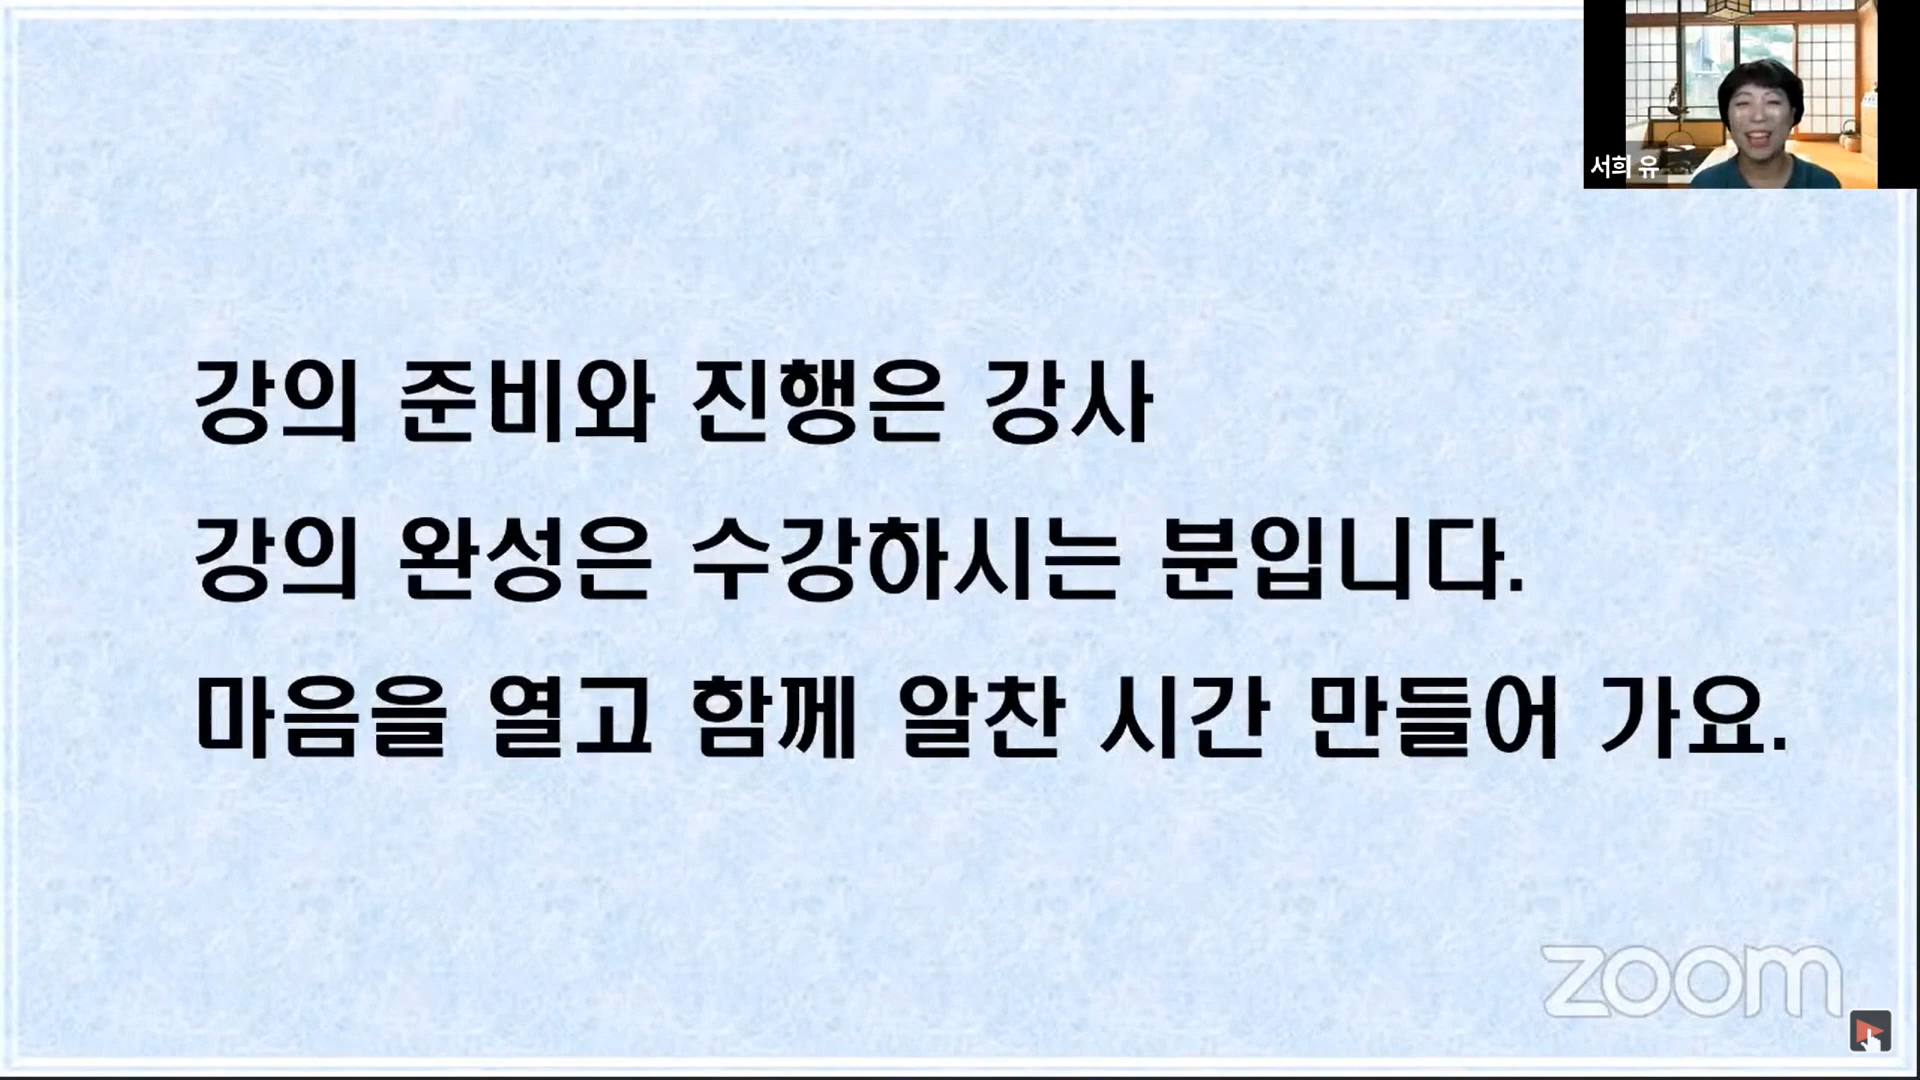 서희 유
강의 준비와 진행은 강사
강의 완성은 수강하시는 분입니다.
마음을 열고 함께 알찬 시간 만들어 가요.
zoom